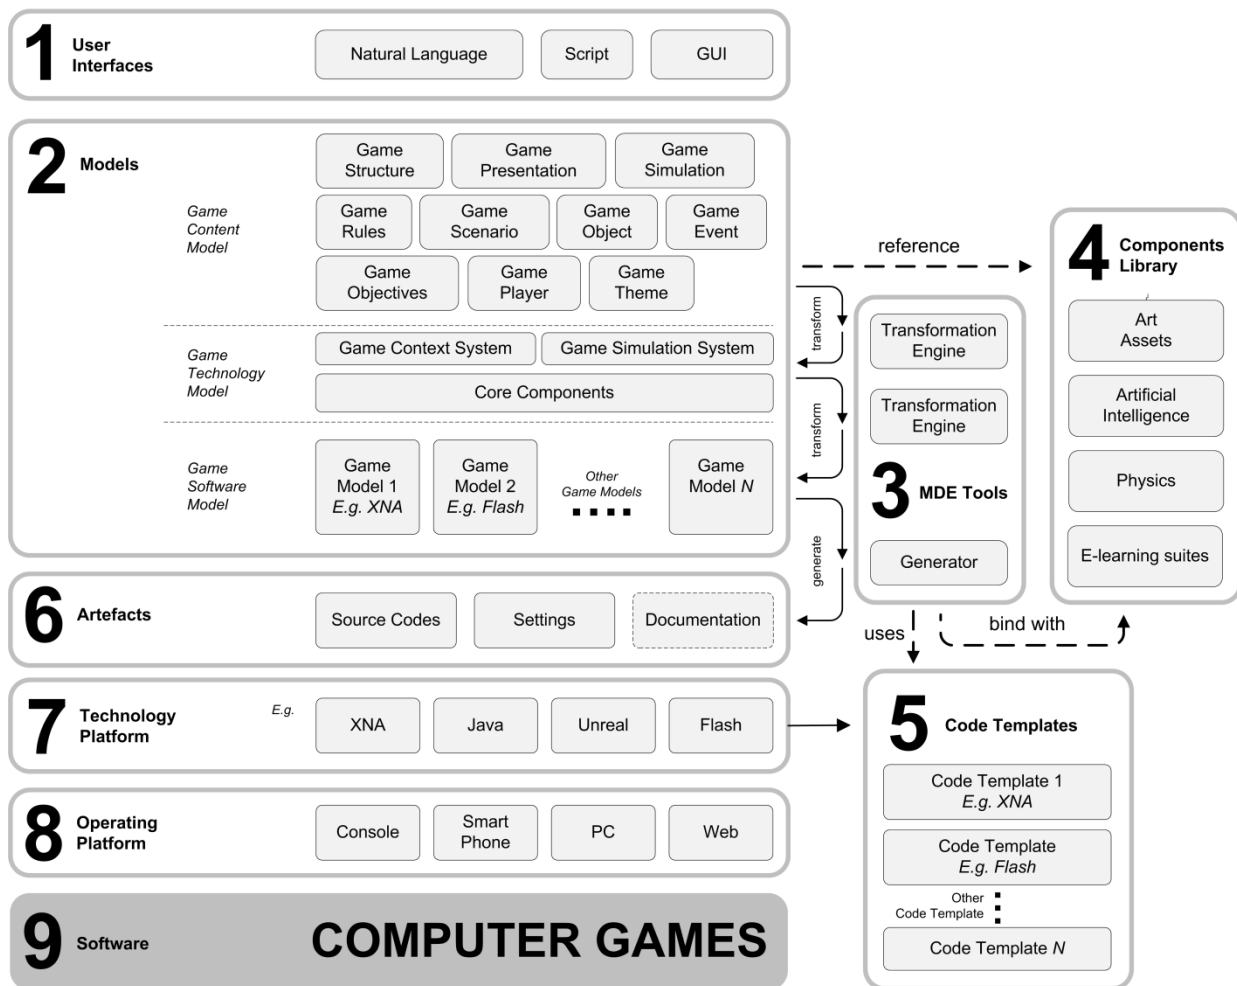 1
User
Interfaces
Natural Language
Script
GUI
2
Models
Game
Content
Model
Game
Structure
Game
Presentation
Game
Simulation
Game
Rules
Game
Scenario
Game
Object
Game
Event
Game
Objectives
Game
Player
Game
Theme
Game
Technology
Model
Game Context System
Game Simulation System
Core Components
Game
Software
Model
Game
Model 1
E.g. XNA
Game
Model 2
E.g. Flash
Other
Game Models
Game
Model N
reference
transform
transform
generate
Transformation
Engine
Transformation
Engine
3
MDE Tools
Generator
4
Components
Library
Art
Assets
Artificial
Intelligence
Physics
E-learning suites
uses
bind with
5
Code Templates
Code Template 1
E.g. XNA
Code Template
E.g. Flash
Other
Code Template
Code Template N
6
Artefacts
Source Codes
Settings
Documentation
7
Technology
Platform
E.g.
XNA
Java
Unreal
Flash
8
Operating
Platform
Console
Smart
Phone
PC
Web
9
Software
COMPUTER GAMES